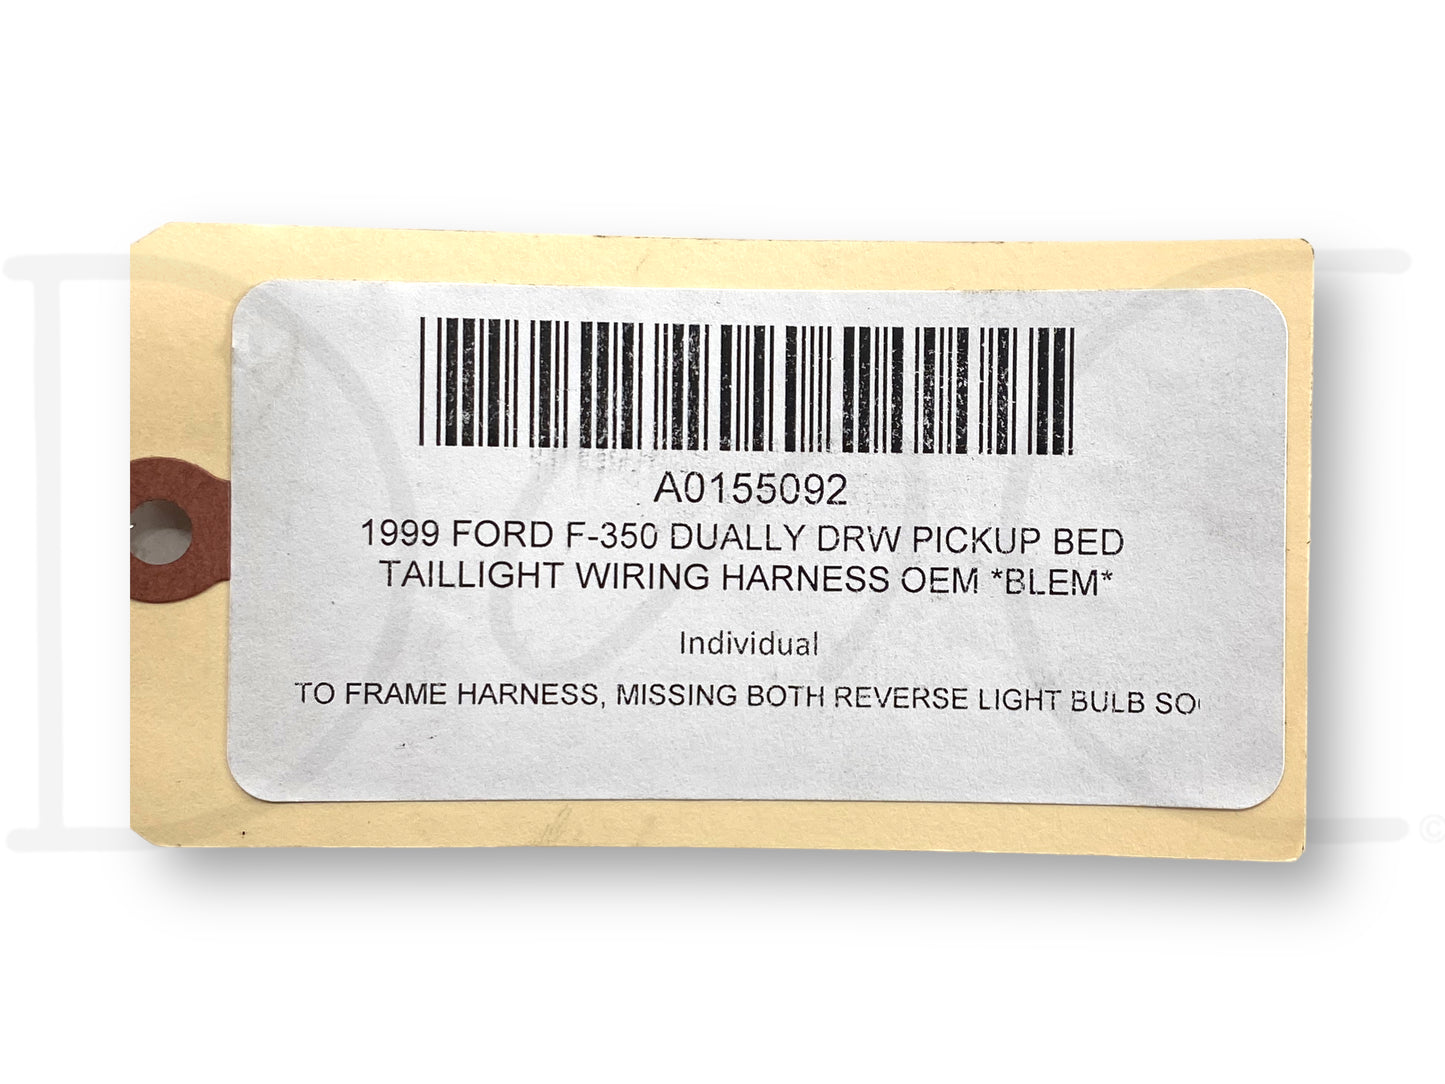 A0155092
1999 FORD F-350 DUALLY DRW PICKUP BED
TAILLIGHT WIRING HARNESS OEM *BLEM*
Individual
TO FRAME HARNESS, MISSING BOTH REVERSE LIGHT BULB
©